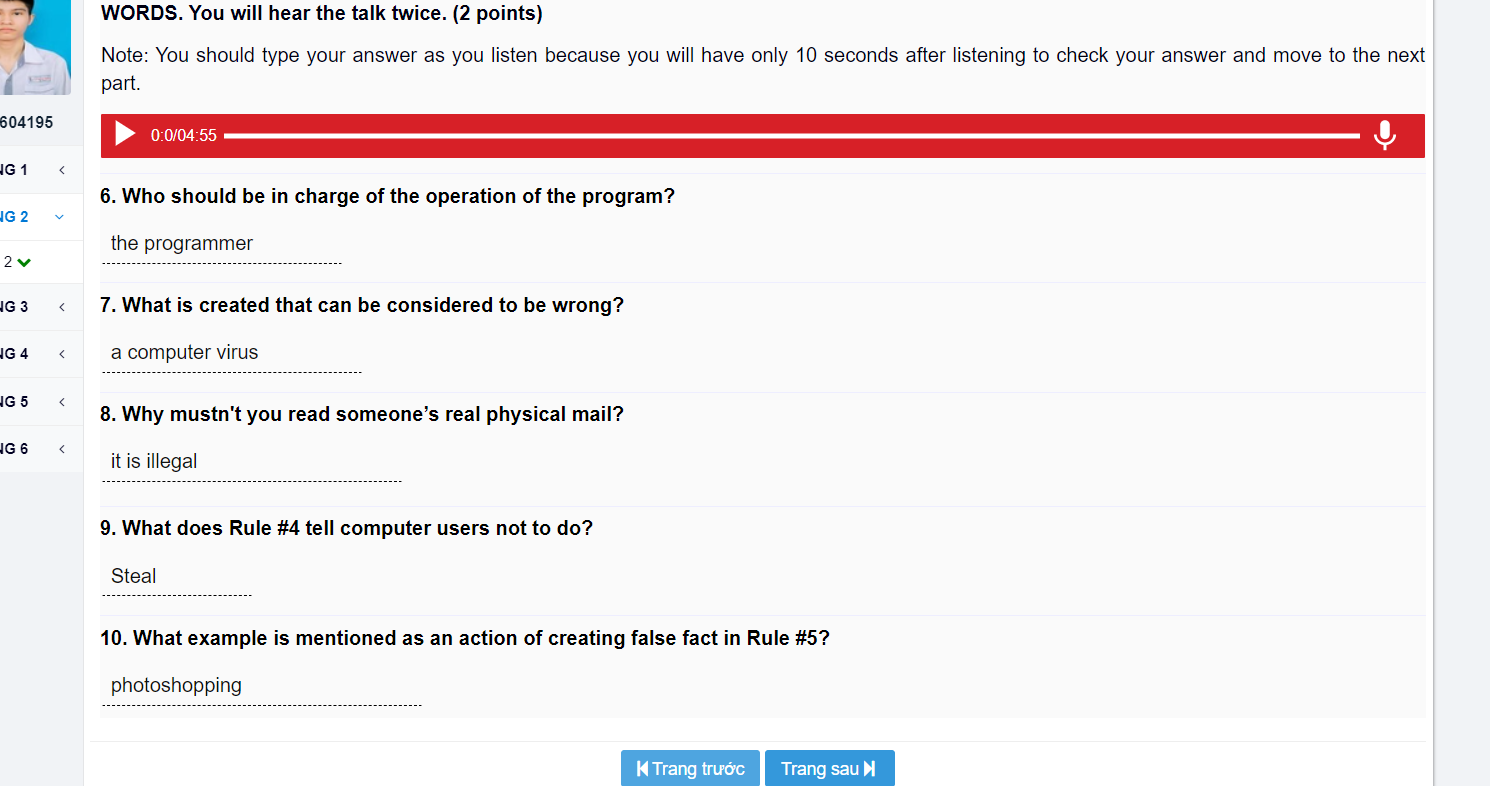 WORDS. You will hear the talk twice. (2 points)
Note: You should type your answer as you listen because you will have only 10 seconds after listening to check your answer and move to the next
part.
604195
0:0/04:55
NG 1
6. Who should be in charge of the operation of the program?
NG 2
the programmer
2
NG 3
7. What is created that can be considered to be wrong?
NG 4
a computer virus
NG 5
8. Why mustn't you read someone’s real physical mail?
NG 6
it is illegal
9. What does Rule #4 tell computer users not to do?
Steal
10. What example is mentioned as an action of creating false fact in Rule #5?
photoshopping
Trang trước Trang sau